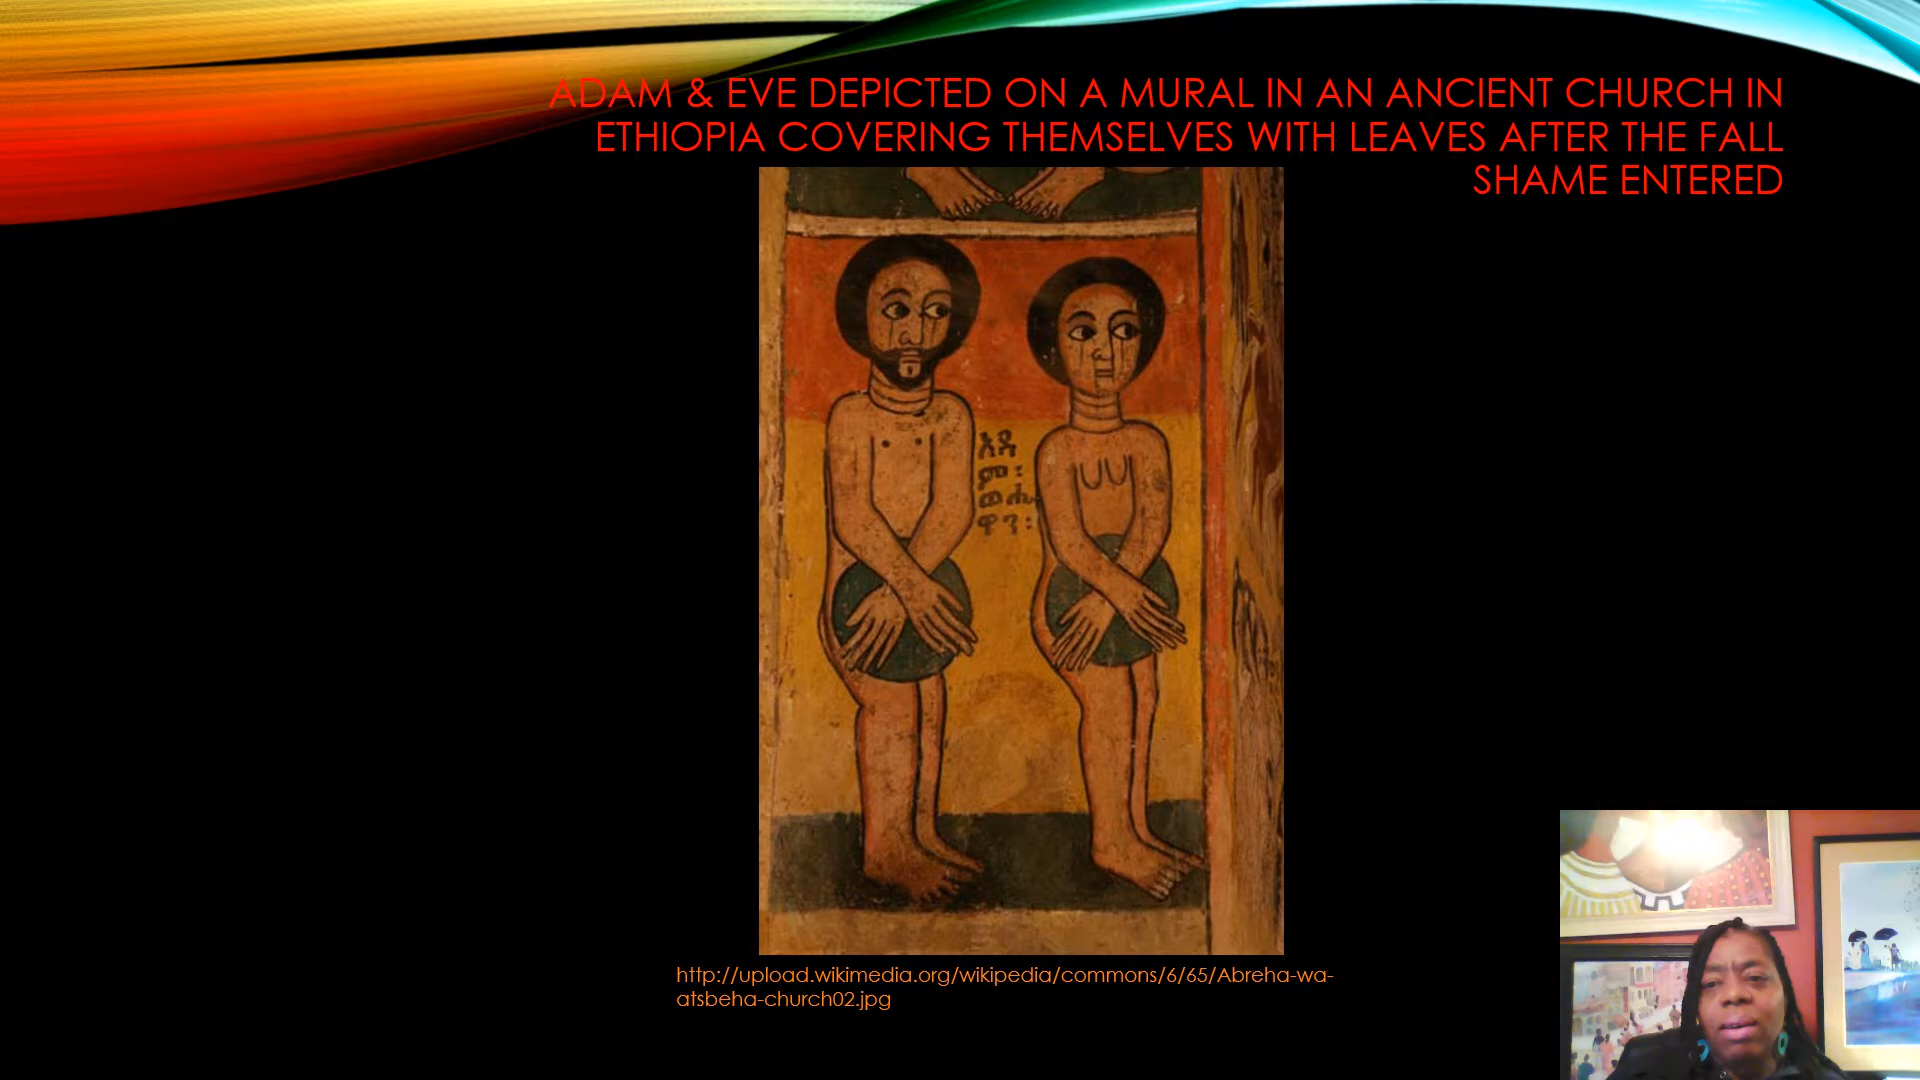 ADAM & EVE DEPICTED ON A MURAL IN AN ANCIENT CHURCH IN
ETHIOPIA COVERING THEMSELVES WITH LEAVES AFTER THE FALL
SHAME ENTERED
አዳ
ም፡
ወሔ
ዋን፡
http://upload.wikimedia.org/wikipedia/commons/6/65/Abreha-wa-
atsbeha-church02.jpg